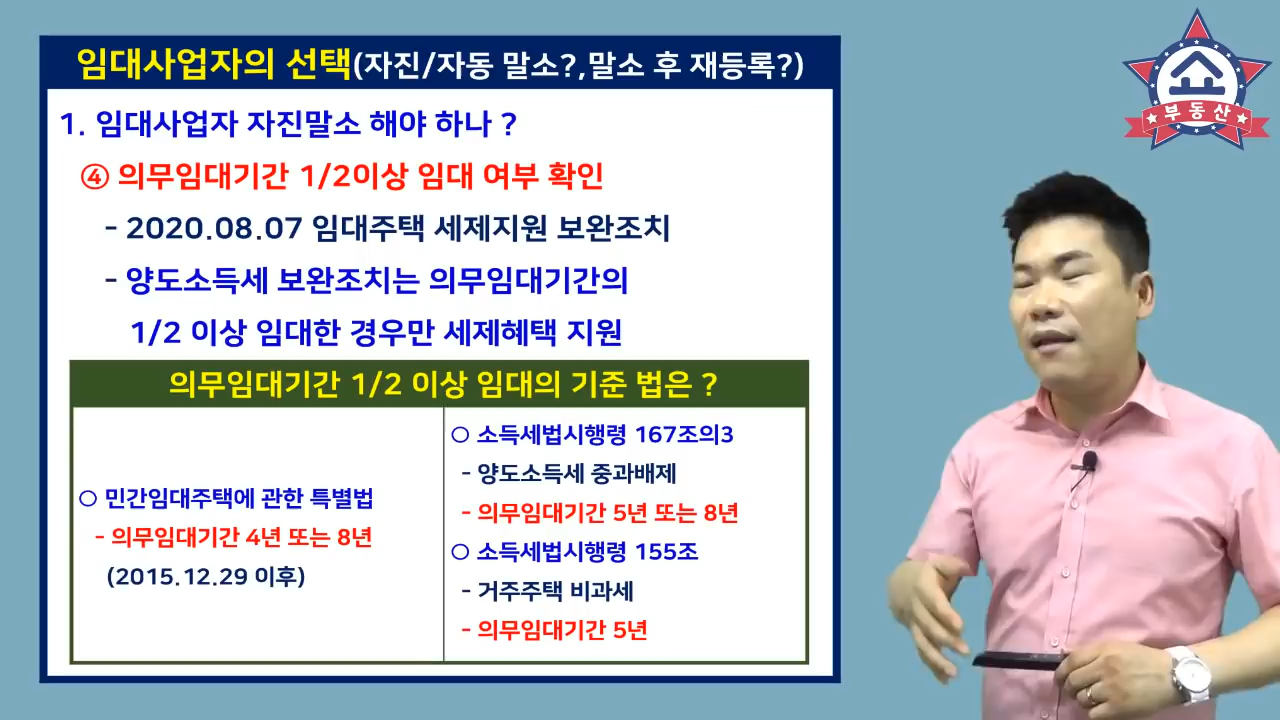 임대사업자의 선택(자진/자동 말소?,말소 후 재등록?)
1. 임대사업자 자진말소 해야 하나 ?
④ 의무임대기간 1/2이상 임대 여부 확인
- 2020.08.07 임대주택 세제지원 보완조치
- 양도소득세 보완조치는 의무임대기간의
1/2 이상 임대한 경우만 세제혜택 지원
의무임대기간 1/2 이상 임대의 기준 법은 ?
○ 민간임대주택에 관한 특별법
- 의무임대기간 4년 또는 8년
(2015.12.29 이후)
○ 소득세법시행령 167조의3
- 양도소득세 중과배제
- 의무임대기간 5년 또는 8년
○ 소득세법시행령 155조
- 거주주택 비과세
- 의무임대기간 5년
부동산